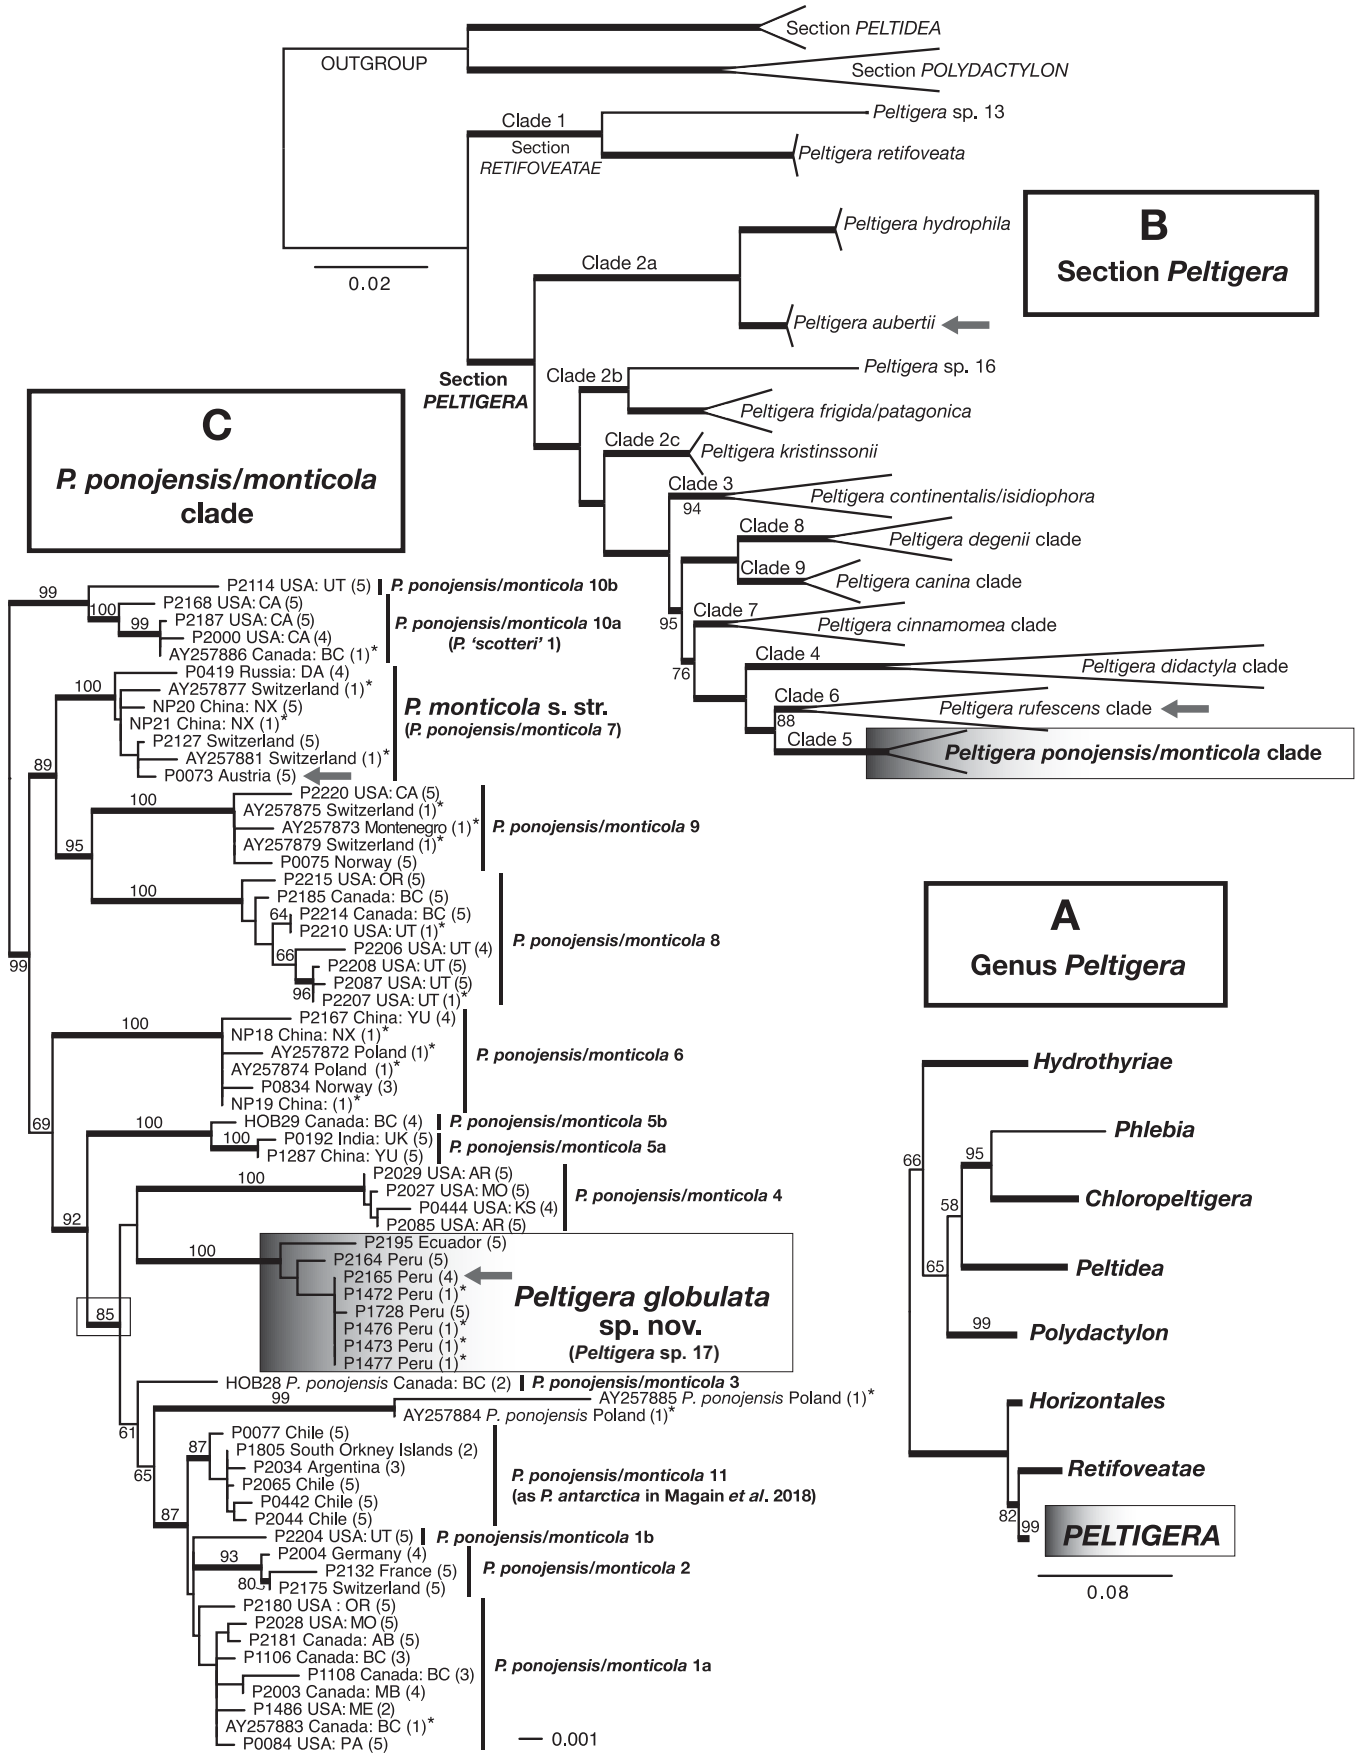 Section PELTIDEA
OUTGROUP
Section POLYDACTYLON
Clade 1
Peltigera sp. 13
Section
RETIFOVEATAE
Peltigera retifoveata
0.02
Clade 2a
Peltigera hydrophila
Peltigera aubertii
B
Section Peltigera
Section
PELTIGERA
Clade 2b
Peltigera sp. 16
Peltigera frigida/patagonica
Clade 2c
Peltigera kristinssonii
Clade 3
94
Peltigera continentalis/isidiophora
Clade 8
Peltigera degenii clade
Clade 9
Peltigera canina clade
95
Clade 7
Peltigera cinnamomea clade
76
Clade 4
Peltigera didactyla clade
Clade 6
88
Peltigera rufescens clade
Clade 5
Peltigera ponojensis/monticola clade
C
P. ponojensis/monticola
clade
99
P2114 USA: UT (5)
P. ponojensis/monticola 10b
100
P2168 USA: CA (5)
99
P2187 USA: CA (5)
P2000 USA: CA (4)
AY257886 Canada: BC (1)*
P. ponojensis/monticola 10a
(P. ‘scotteri’ 1)
100
P0419 Russia: DA (4)
AY257877 Switzerland (1)*
NP20 China: NX (5)
NP21 China: NX (1)*
P2127 Switzerland (5)
AY257881 Switzerland (1)*
P0073 Austria (5)
P. monticola s. str.
(P. ponojensis/monticola 7)
89
100
P2220 USA: CA (5)
AY257875 Switzerland (1)*
AY257873 Montenegro (1)*
AY257879 Switzerland (1)*
P0075 Norway (5)
P. ponojensis/monticola 9
95
100
P2215 USA: OR (5)
P2185 Canada: BC (5)
64
P2214 Canada: BC (5)
P2210 USA: UT (1)*
66
P2206 USA: UT (4)
P2208 USA: UT (5)
P2087 USA: UT (5)
96
P2207 USA: UT (1)*
P. ponojensis/monticola 8
99
100
P2167 China: YU (4)
NP18 China: NX (1)*
AY257872 Poland (1)*
AY257874 Poland (1)*
P0834 Norway (3)
NP19 China: (1)*
P. ponojensis/monticola 6
69
100
HOB29 Canada: BC (4)
P. ponojensis/monticola 5b
100
P0192 India: UK (5)
P1287 China: YU (5)
P. ponojensis/monticola 5a
92
100
P2029 USA: AR (5)
P2027 USA: MO (5)
P0444 USA: KS (4)
P2085 USA: AR (5)
P. ponojensis/monticola 4
100
P2195 Ecuador (5)
P2164 Peru (5)
P2165 Peru (4)
P1472 Peru (1)*
P1728 Peru (5)
P1476 Peru (1)*
P1473 Peru (1)*
P1477 Peru (1)*
Peltigera globulata
sp. nov.
(Peltigera sp. 17)
85
HOB28 P. ponojensis Canada: BC (2)
P. ponojensis/monticola 3
61
99
AY257885 P. ponojensis Poland (1)*
AY257884 P. ponojensis Poland (1)*
65
87
P0077 Chile (5)
P1805 South Orkney Islands (2)
P2034 Argentina (3)
P2065 Chile (5)
P0442 Chile (5)
P2044 Chile (5)
P. ponojensis/monticola 11
(as P. antarctica in Magain et al. 2018)
87
P2204 USA: UT (5)
P. ponojensis/monticola 1b
93
P2004 Germany (4)
P2132 France (5)
80
P2175 Switzerland (5)
P. ponojensis/monticola 2
P2180 USA : OR (5)
P2028 USA: MO (5)
P2181 Canada: AB (5)
P1106 Canada: BC (3)
P1108 Canada: BC (3)
P2003 Canada: MB (4)
P1486 USA: ME (2)
AY257883 Canada: BC (1)*
P0084 USA: PA (5)
P. ponojensis/monticola 1a
0.001
A
Genus Peltigera
Hydrothyriae
66
Phlebia
95
Chloropeltigera
58
Peltidea
65
99
Polydactylon
Horizontales
Retifoveatae
82
99
PELTIGERA
0.08